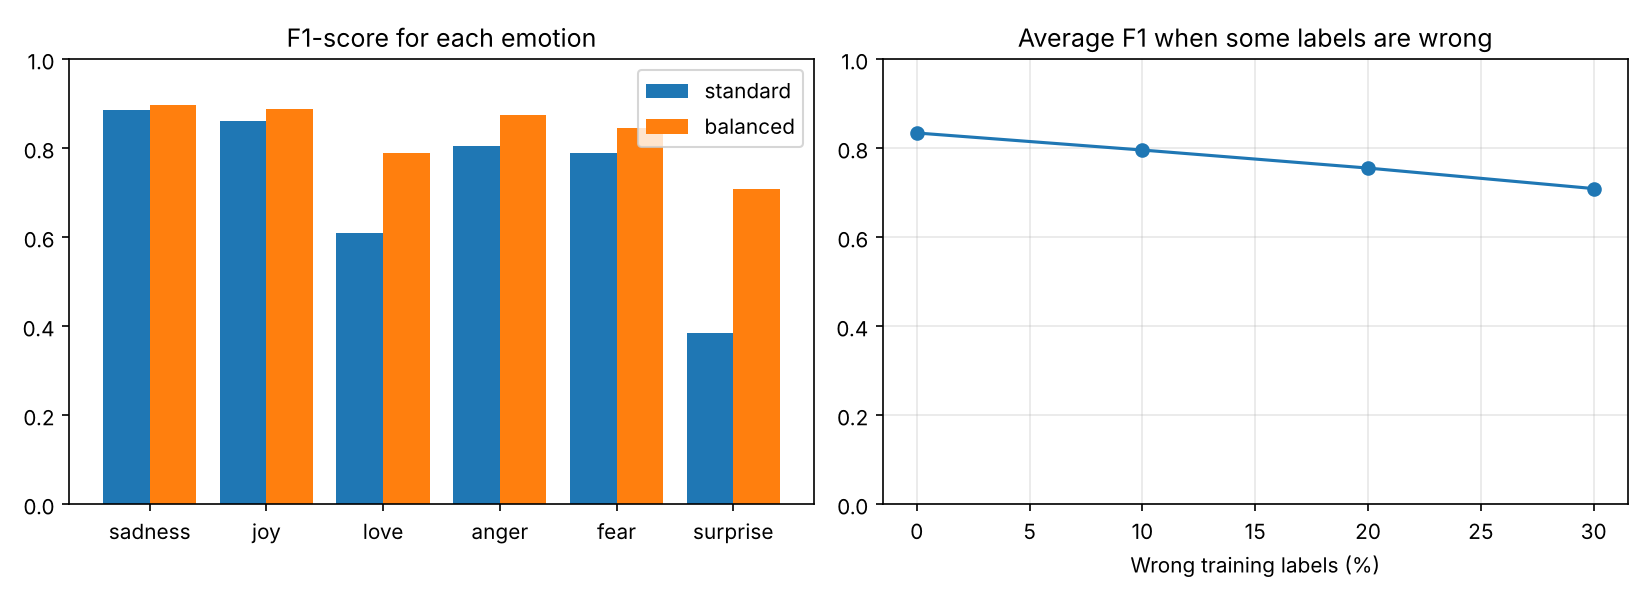 F1-score for each emotion
1.0
0.8
0.6
0.4
0.2
0.0
standard
balanced
sadness joy love anger fear surprise
Average F1 when some labels are wrong
1.0
0.8
0.6
0.4
0.2
0.0
0 5 10 15 20 25 30
Wrong training labels (%)